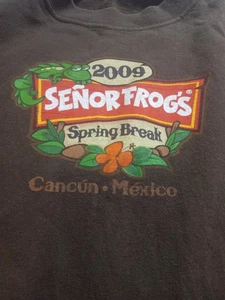 2009
SEÑOR FROG'S®
Spring Break
Cancún • México